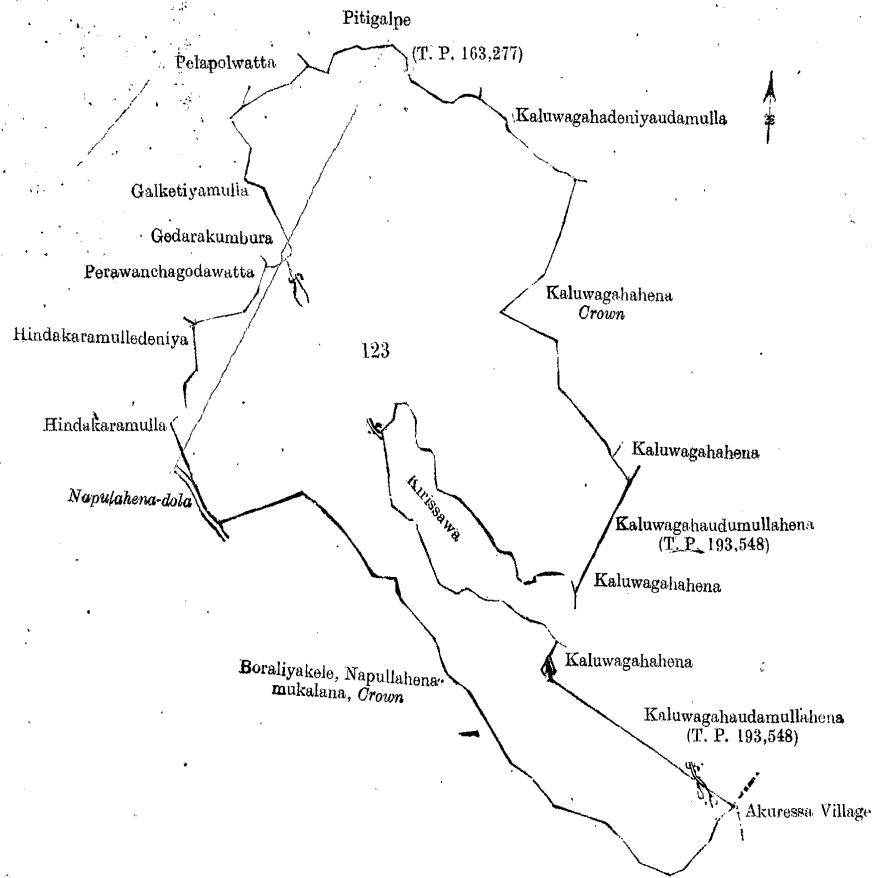 Pitigalpe
(T. P. 163,277)
Pelapolwatta
Kaluwagahadeniyaudamulla
Galketiyamulla
Gedarakumbura
Perawanchagodawatta
Kaluwagahahena
Crown
Hindakaramulledeniya
123
Hindakaramulla
Kaluwagahahena
Napulahena-dola
Kirissawa
Kaluwagahaudumullahena
(T. P. 193,548)
Kaluwagahahena
Kaluwagahahena
Boraliyakele, Napullahena-
mukalana, Crown
Kaluwagahaudamullahena
(T. P. 193,548)
Akuressa Village